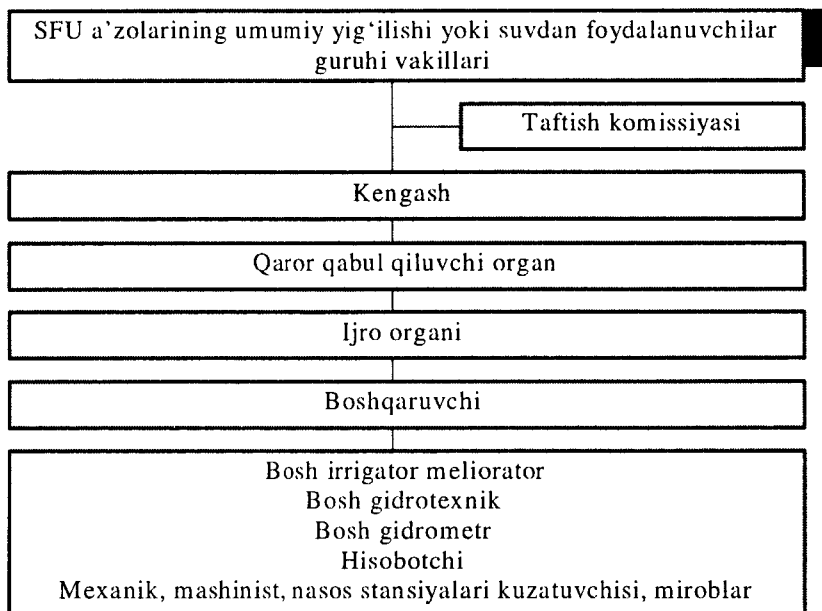 SFU a'zolarining umumiy yig‘ilishi yoki suvdan foydalanuvchilar
guruhi vakillari
Taftish komissiyasi
Kengash
Qaror qabul qiluvchi organ
Ijro organi
Boshqaruvchi
Bosh irrigator meliorator
Bosh gidrotexnik
Bosh gidrometr
Hisobotchi
Mexanik, mashinist, nasos stansiyalari kuzatuvchisi, miroblar